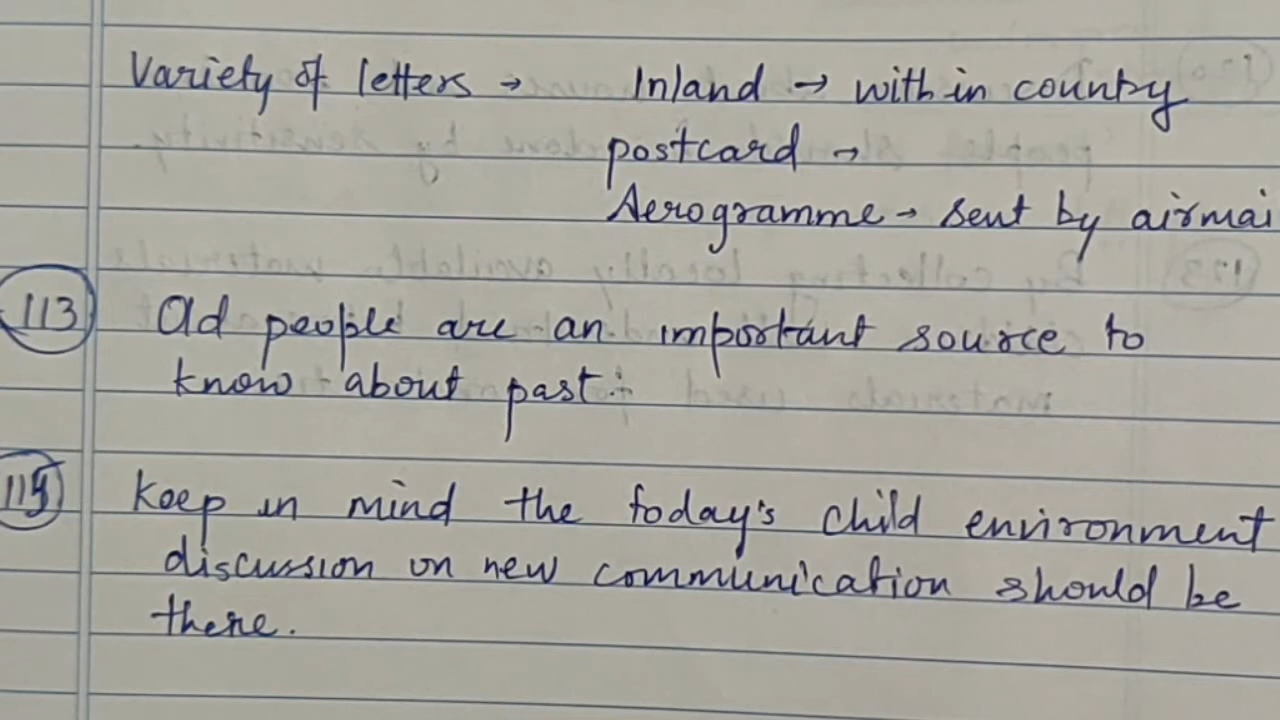 Variety of letters → Inland → with in country
postcard →
Aerogramme → Sent by airmai
113 Old people are an important source to
know about past.
Keep in mind the today's child environment
discussion on new communication should be
there.